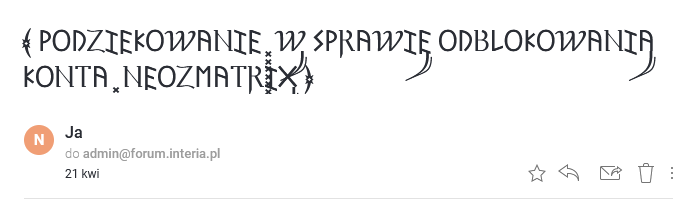 ( PODZIĘKOWANIE W SPRAWIE ODBLOKOWANIA
KONTA NEOZMATRIX )
Ja
N
do admin@forum.interia.pl
21 kwi